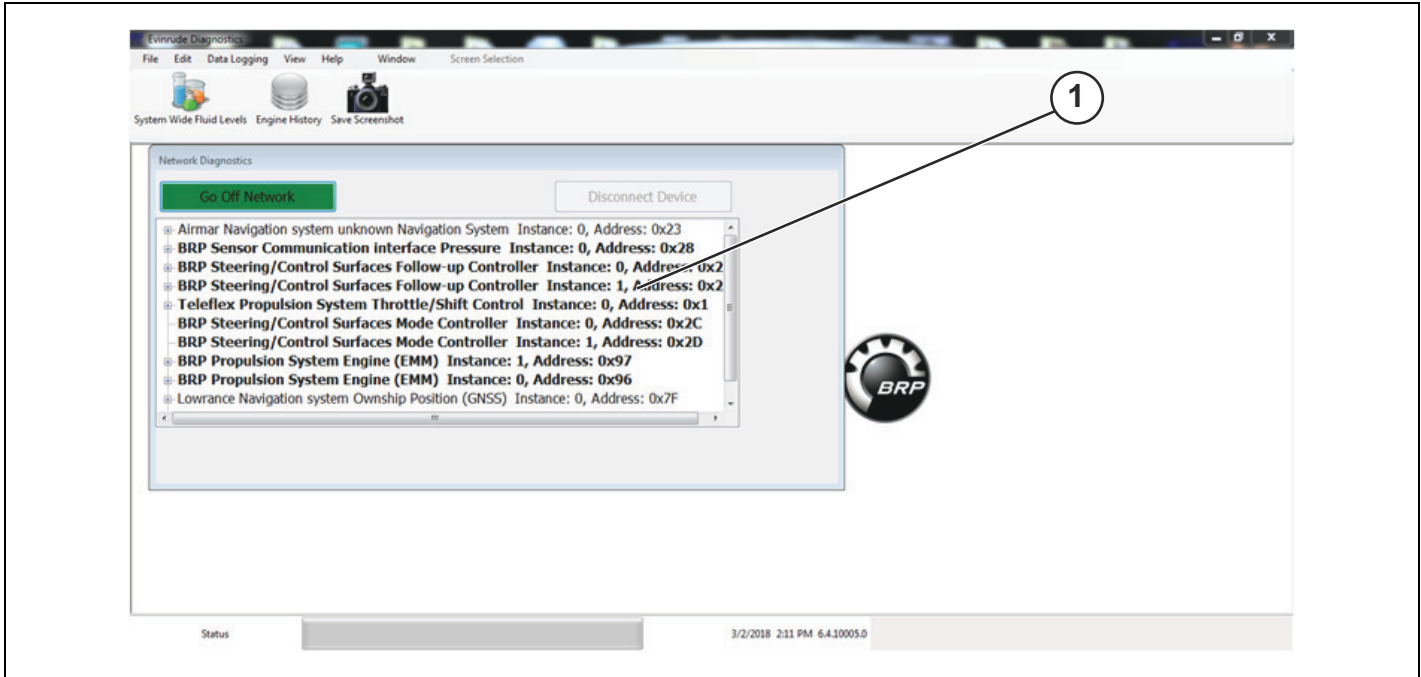 Evinrude Diagnostics
File Edit Data Logging View Help Window Screen Selection
1
System Wide Fluid Levels Engine History Save Screenshot
Network Diagnostics
Go Off Network Disconnect Device
Airmar Navigation system unknown Navigation System Instance: 0, Address: 0x23
BRP Sensor Communication interface Pressure Instance: 0, Address: 0x28
BRP Steering/Control Surfaces Follow-up Controller Instance: 0, Address: 0x2
BRP Steering/Control Surfaces Follow-up Controller Instance: 1, Address: 0x2
Teleflex Propulsion System Throttle/Shift Control Instance: 0, Address: 0x1
BRP Steering/Control Surfaces Mode Controller Instance: 0, Address: 0x2C
BRP Steering/Control Surfaces Mode Controller Instance: 1, Address: 0x2D
BRP Propulsion System Engine (EMM) Instance: 1, Address: 0x97
BRP Propulsion System Engine (EMM) Instance: 0, Address: 0x96
Lowrance Navigation system Ownship Position (GNSS) Instance: 0, Address: 0x7F
BRP
Status 3/2/2018 2:11 PM 6.4.10005.0